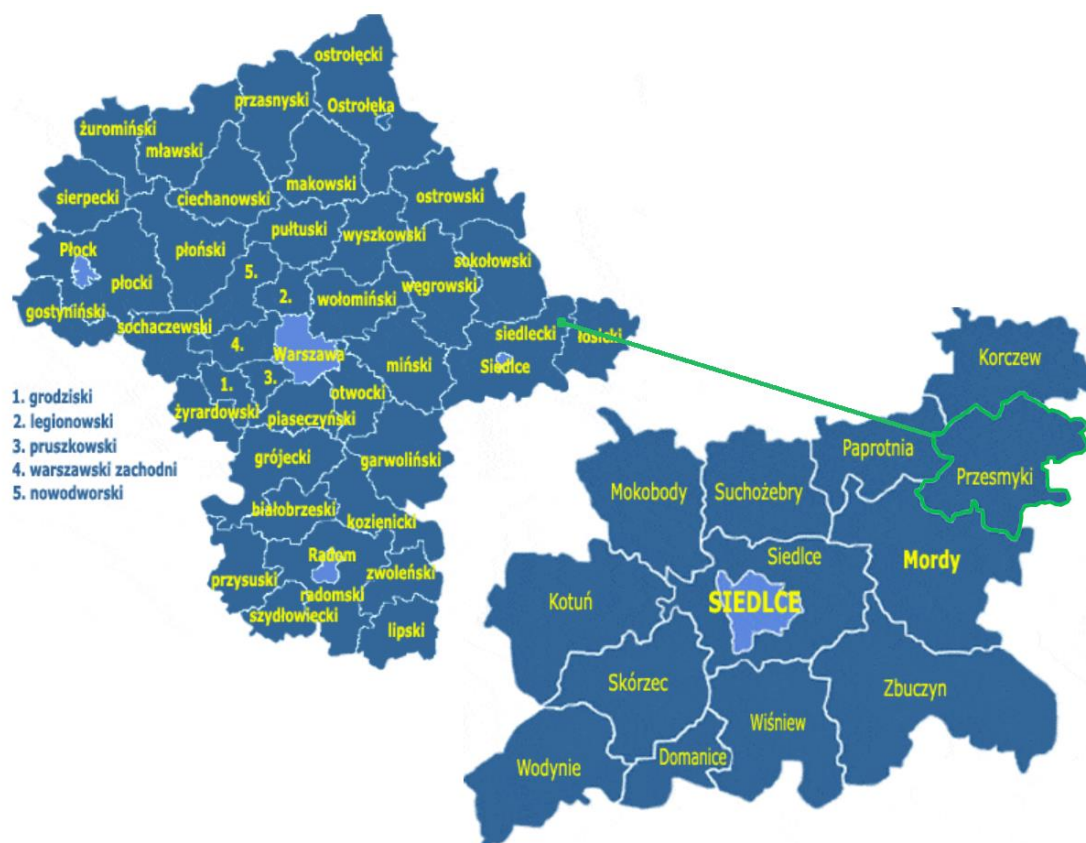 ostrołęcki
przasnyski
Ostrołęka
żuromiński
mławski
makowski
sierpecki
ciechanowski
ostrowski
pułtuski
wyszkowski
Płock
płoński
sokołowski
5.
węgrowski
płocki
2.
wołomiński
gostyniński
sochaczewski
siedlecki
łosicki
4.
Warszawa
miński
Siedlce
1.
3.
otwocki
żyrardowski
piaseczyński
grójecki
garwoliński
białobrzeski
kozienicki
Radom
przysuski
zwoleński
radomski
szydłowiecki
lipski
1. grodziski
2. legionowski
3. pruszkowski
4. warszawski zachodni
5. nowodworski
Korczew
Paprotnia
Przesmyki
Mokobody
Suchożebry
Siedlce
Mordy
SIEDLCE
Kotuń
Skórzec
Zbuczyn
Wiśniew
Domanice
Wodynie